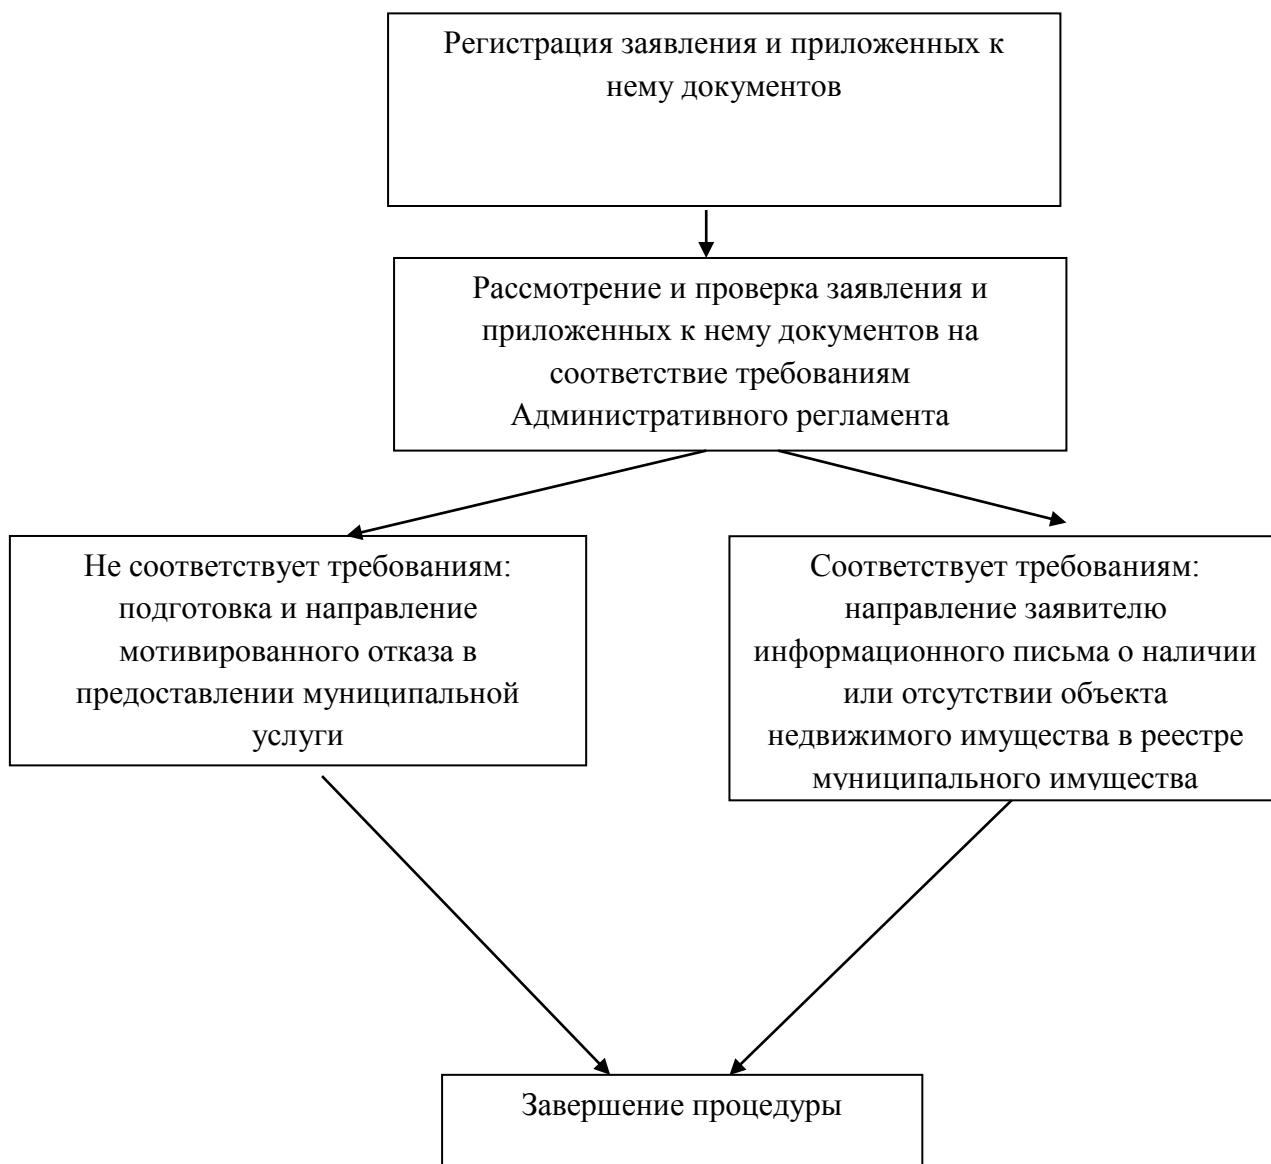 Регистрация заявления и приложенных к
нему документов
Рассмотрение и проверка заявления и
приложенных к нему документов на
соответствие требованиям
Административного регламента
Не соответствует требованиям:
подготовка и направление
мотивированного отказа в
предоставлении муниципальной
услуги
Соответствует требованиям:
направление заявителю
информационного письма о наличии
или отсутствии объекта
недвижимого имущества в реестре
муниципального имущества
Завершение процедуры